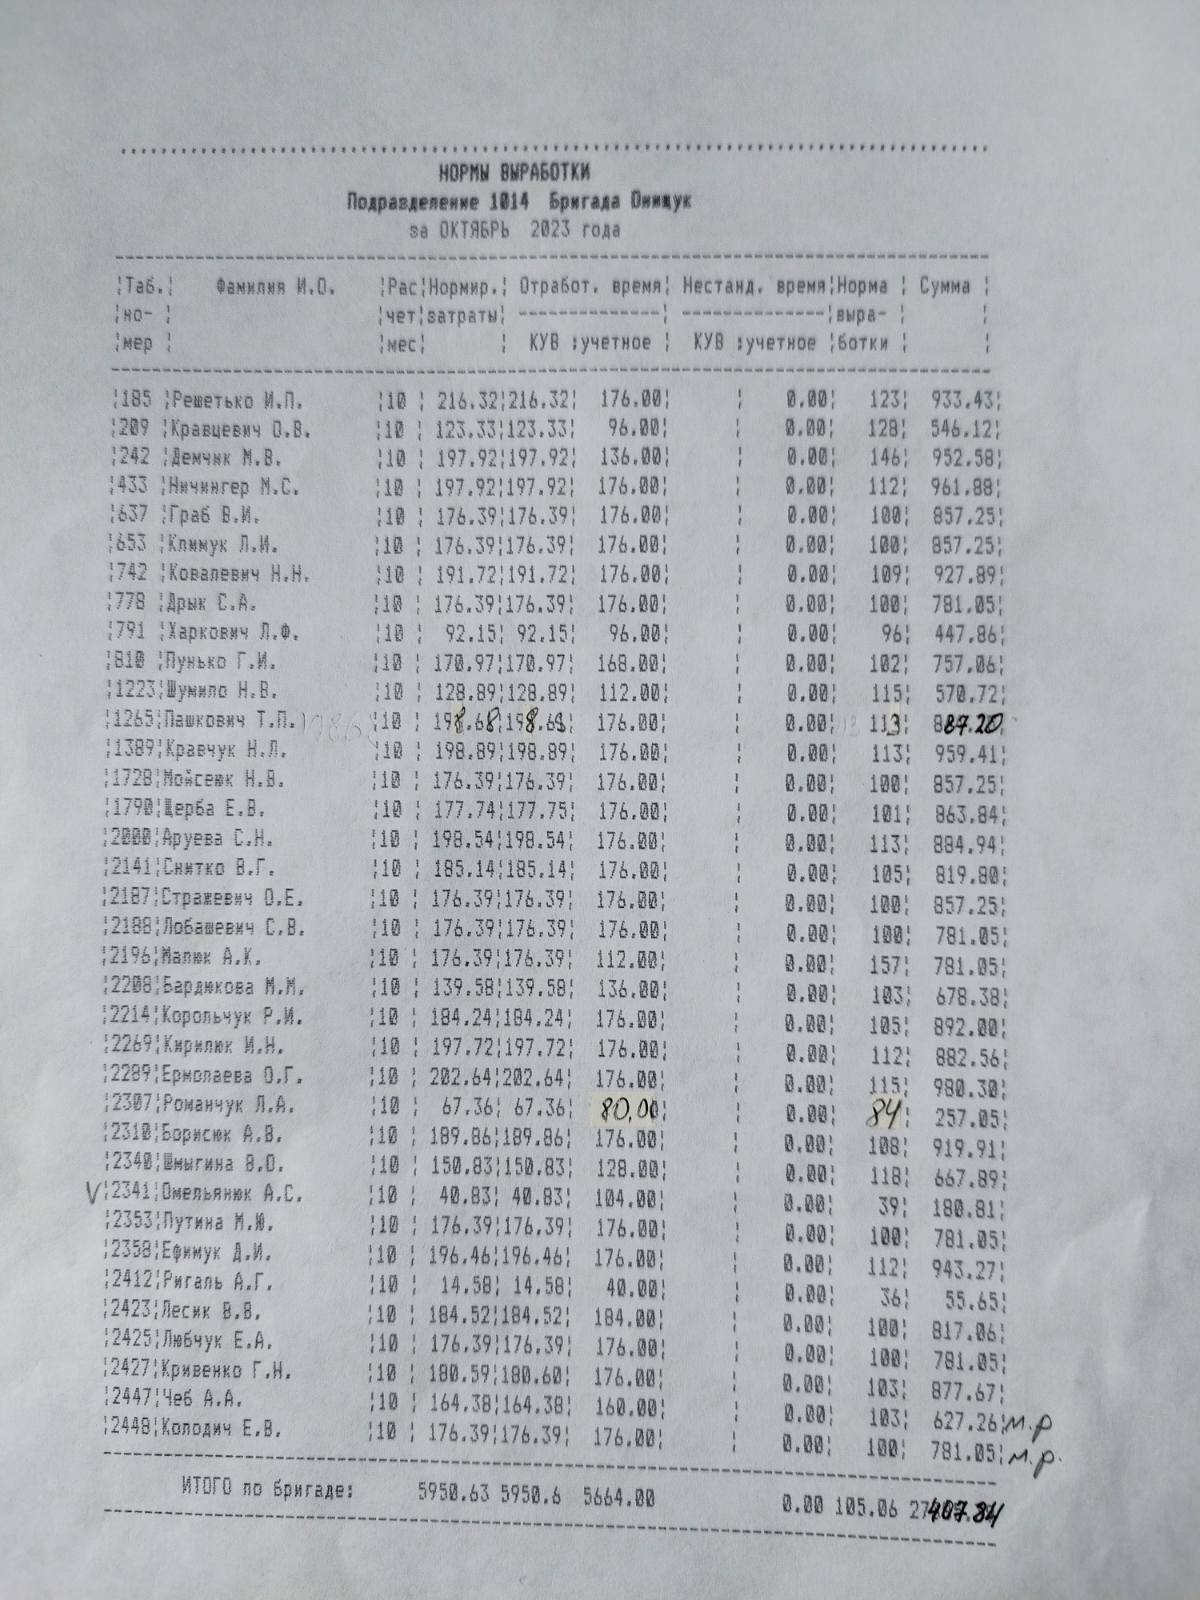 НОРМЫ ВЫРАБОТКИ
Подразделение 1014 Бригада Онищук
за ОКТЯБРЬ 2023 года
¦Таб.¦ Фамилия И.О. ¦Рас¦Нормир.¦ Отработ. время¦ Нестанд. время¦Норма ¦ Сумма ¦
¦но- ¦ ¦чет¦затраты¦ --------------¦ --------------¦выра- ¦ ¦
¦мер ¦ ¦мес¦ ¦ КУВ :учетное ¦ КУВ :учетное ¦ботки ¦ ¦
¦185 ¦Решетько И.П. ¦10 ¦ 216.32¦216.32¦ 176.00¦ ¦ 0.00¦ 123¦ 933.43¦
¦209 ¦Кравцевич О.В. ¦10 ¦ 123.33¦123.33¦ 96.00¦ ¦ 0.00¦ 128¦ 546.12¦
¦242 ¦Демчик М.В. ¦10 ¦ 197.92¦197.92¦ 136.00¦ ¦ 0.00¦ 146¦ 952.58¦
¦433 ¦Ничингер М.С. ¦10 ¦ 197.92¦197.92¦ 176.00¦ ¦ 0.00¦ 112¦ 961.88¦
¦637 ¦Граб В.И. ¦10 ¦ 176.39¦176.39¦ 176.00¦ ¦ 0.00¦ 100¦ 857.25¦
¦653 ¦Климук Л.И. ¦10 ¦ 176.39¦176.39¦ 176.00¦ ¦ 0.00¦ 100¦ 857.25¦
¦742 ¦Ковалевич Н.Н. ¦10 ¦ 191.72¦191.72¦ 176.00¦ ¦ 0.00¦ 109¦ 927.89¦
¦778 ¦Дрык С.А. ¦10 ¦ 176.39¦176.39¦ 176.00¦ ¦ 0.00¦ 100¦ 781.05¦
¦791 ¦Харкович Л.Ф. ¦10 ¦ 92.15¦ 92.15¦ 96.00¦ ¦ 0.00¦ 96¦ 447.86¦
¦810 ¦Пунько Г.И. ¦10 ¦ 170.97¦170.97¦ 168.00¦ ¦ 0.00¦ 102¦ 757.06¦
¦1223¦Шумило Н.В. ¦10 ¦ 128.89¦128.89¦ 112.00¦ ¦ 0.00¦ 115¦ 570.72¦
¦1265¦Пашкович Т.П. ¦10 ¦ 198.68¦198.68 176.00¦ ¦ 0.00¦ 113¦ 887.20
¦1389¦Кравчук Н.Л. ¦10 ¦ 198.89¦198.89¦ 176.00¦ ¦ 0.00¦ 113¦ 959.41¦
¦1728¦Мойсеюк Н.В. ¦10 ¦ 176.39¦176.39¦ 176.00¦ ¦ 0.00¦ 100¦ 857.25¦
¦1790¦Щерба Е.В. ¦10 ¦ 177.74¦177.75¦ 176.00¦ ¦ 0.00¦ 101¦ 863.84¦
¦2000¦Аруева С.Н. ¦10 ¦ 198.54¦198.54¦ 176.00¦ ¦ 0.00¦ 113¦ 884.94¦
¦2141¦Снитко В.Г. ¦10 ¦ 185.14¦185.14¦ 176.00¦ ¦ 0.00¦ 105¦ 819.80¦
¦2187¦Стражевич О.Е. ¦10 ¦ 176.39¦176.39¦ 176.00¦ ¦ 0.00¦ 100¦ 857.25¦
¦2188¦Лобашевич С.В. ¦10 ¦ 176.39¦176.39¦ 176.00¦ ¦ 0.00¦ 100¦ 781.05¦
¦2196¦Малюк А.К. ¦10 ¦ 176.39¦176.39¦ 112.00¦ ¦ 0.00¦ 157¦ 781.05¦
¦2208¦Бардюкова М.М. ¦10 ¦ 139.58¦139.58¦ 136.00¦ ¦ 0.00¦ 103¦ 678.38¦
¦2214¦Корольчук Р.И. ¦10 ¦ 184.24¦184.24¦ 176.00¦ ¦ 0.00¦ 105¦ 892.00¦
¦2269¦Кирилюк И.Н. ¦10 ¦ 197.72¦197.72¦ 176.00¦ ¦ 0.00¦ 112¦ 882.56¦
¦2289¦Ермолаева О.Г. ¦10 ¦ 202.64¦202.64¦ 176.00¦ ¦ 0.00¦ 115¦ 980.30¦
¦2307¦Романчук Л.А. ¦10 ¦ 67.36¦ 67.36¦ 80,00¦ ¦ 0.00¦ 84¦ 257.05¦
¦2310¦Борисюк А.В. ¦10 ¦ 189.86¦189.86¦ 176.00¦ ¦ 0.00¦ 108¦ 919.91¦
¦2340¦Шмыгина В.О. ¦10 ¦ 150.83¦150.83¦ 128.00¦ ¦ 0.00¦ 118¦ 667.89¦
V¦2341¦Омельянюк А.С. ¦10 ¦ 40.83¦ 40.83¦ 104.00¦ ¦ 0.00¦ 39¦ 180.81¦
¦2353¦Путина М.Ю. ¦10 ¦ 176.39¦176.39¦ 176.00¦ ¦ 0.00¦ 100¦ 781.05¦
¦2358¦Ефимук Д.И. ¦10 ¦ 196.46¦196.46¦ 176.00¦ ¦ 0.00¦ 112¦ 943.27¦
¦2412¦Ригаль А.Г. ¦10 ¦ 14.58¦ 14.58¦ 40.00¦ ¦ 0.00¦ 36¦ 55.65¦
¦2423¦Лесик В.В. ¦10 ¦ 184.52¦184.52¦ 184.00¦ ¦ 0.00¦ 100¦ 817.06¦
¦2425¦Любчук Е.А. ¦10 ¦ 176.39¦176.39¦ 176.00¦ ¦ 0.00¦ 100¦ 781.05¦
¦2427¦Кривенко Г.Н. ¦10 ¦ 180.59¦180.60¦ 176.00¦ ¦ 0.00¦ 103¦ 877.67¦
¦2447¦Чеб А.А. ¦10 ¦ 164.38¦164.38¦ 160.00¦ ¦ 0.00¦ 103¦ 627.26¦ м.р
¦2448¦Колодич Е.В. ¦10 ¦ 176.39¦176.39¦ 176.00¦ ¦ 0.00¦ 100¦ 781.05¦ м.р.
ИТОГО по бригаде: 5950.63 5950.6 5664.00 0.00 105.06 27407.84